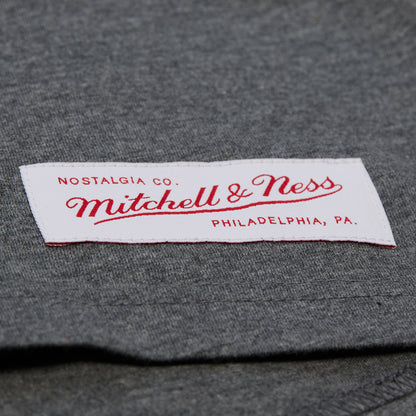 NOSTALGIA CO.
Mitchell & Ness
PHILADELPHIA, PA.